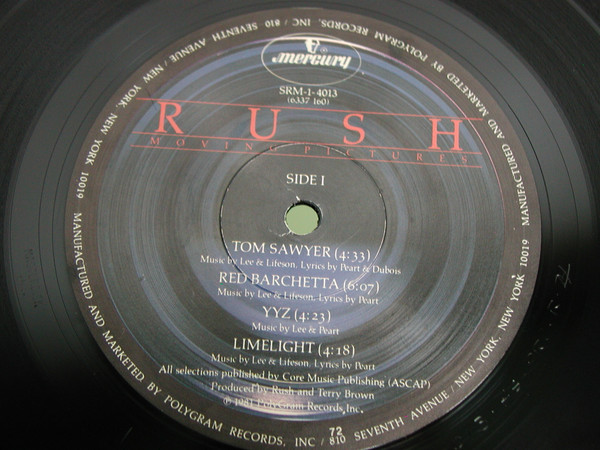 mercury
SRM-1-4013
(6337 160)
RUSH
MOVING PICTURES
SIDE I
TOM SAWYER (4:33)
Music by Lee & Lifeson. Lyrics by Peart & Dubois
RED BARCHETTA (6:07)
Music by Lee & Lifeson. Lyrics by Peart
YYZ (4:23)
Music by Lee & Peart
LIMELIGHT (4:18)
Music by Lee & Lifeson. Lyrics by Peart
All selections published by Core Music Publishing (ASCAP)
Produced by Rush and Terry Brown
℗ 1981 PolyGram Records, Inc.
72
MANUFACTURED AND MARKETED BY POLYGRAM RECORDS, INC / 810 SEVENTH AVENUE / NEW YORK, NEW YORK 10019
MANUFACTURED AND MARKETED BY POLYGRAM RECORDS, INC / 810 SEVENTH AVENUE / NEW YORK, NEW YORK 10019